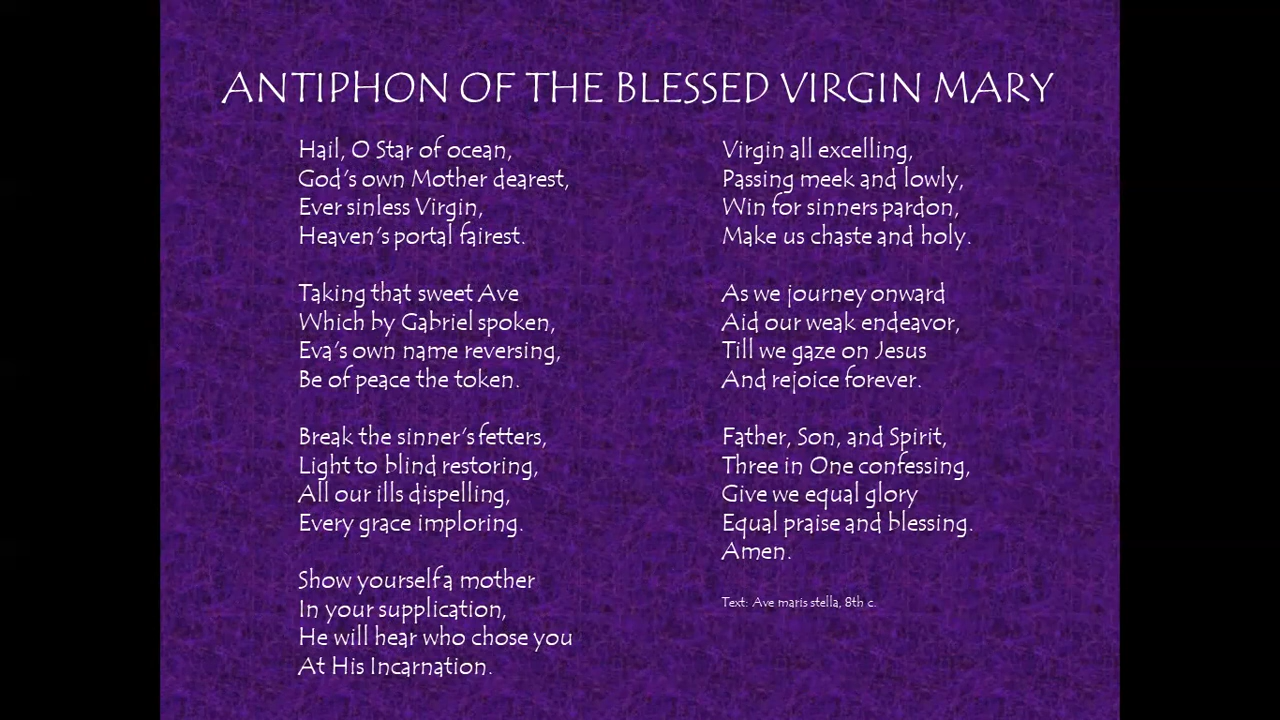 ANTIPHON OF THE BLESSED VIRGIN MARY
Hail, O Star of ocean,
God's own Mother dearest,
Ever sinless Virgin,
Heaven's portal fairest.
Taking that sweet Ave
Which by Gabriel spoken,
Eva's own name reversing,
Be of peace the token.
Break the sinner's fetters,
Light to blind restoring,
All our ills dispelling,
Every grace imploring.
Show yourself a mother
In your supplication,
He will hear who chose you
At His Incarnation.
Virgin all excelling,
Passing meek and lowly,
Win for sinners pardon,
Make us chaste and holy.
As we journey onward
Aid our weak endeavor,
Till we gaze on Jesus
And rejoice forever.
Father, Son, and Spirit,
Three in One confessing,
Give we equal glory
Equal praise and blessing.
Amen.
Text: Ave maris stella, 8th c.